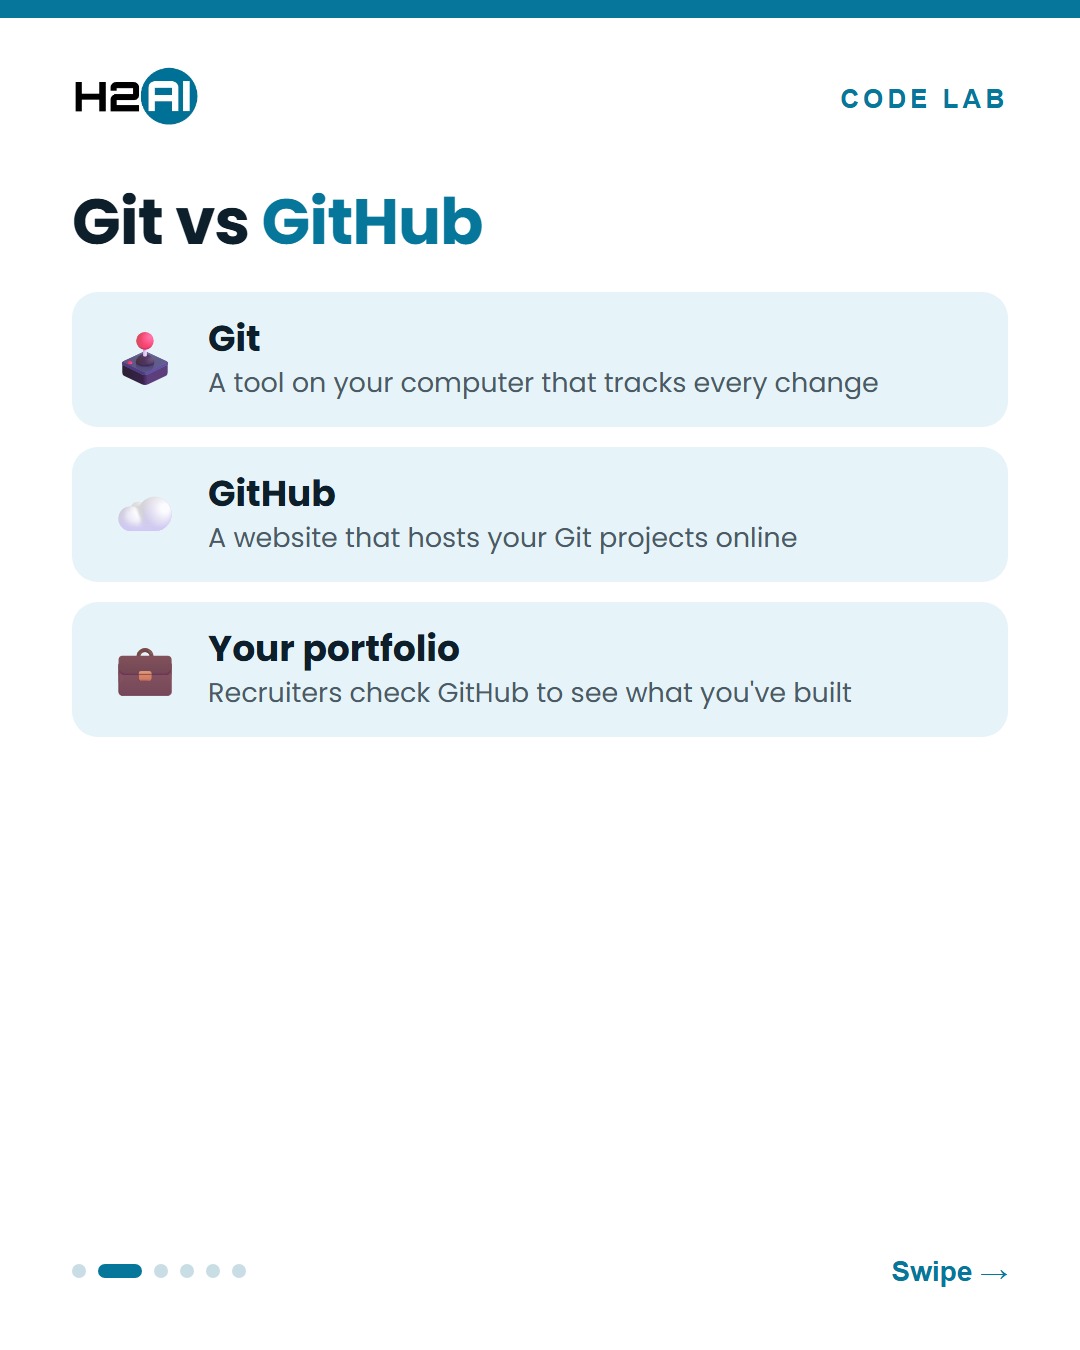 H2AI
CODE LAB
Git vs GitHub
Git
A tool on your computer that tracks every change
GitHub
A website that hosts your Git projects online
Your portfolio
Recruiters check GitHub to see what you've built
Swipe →